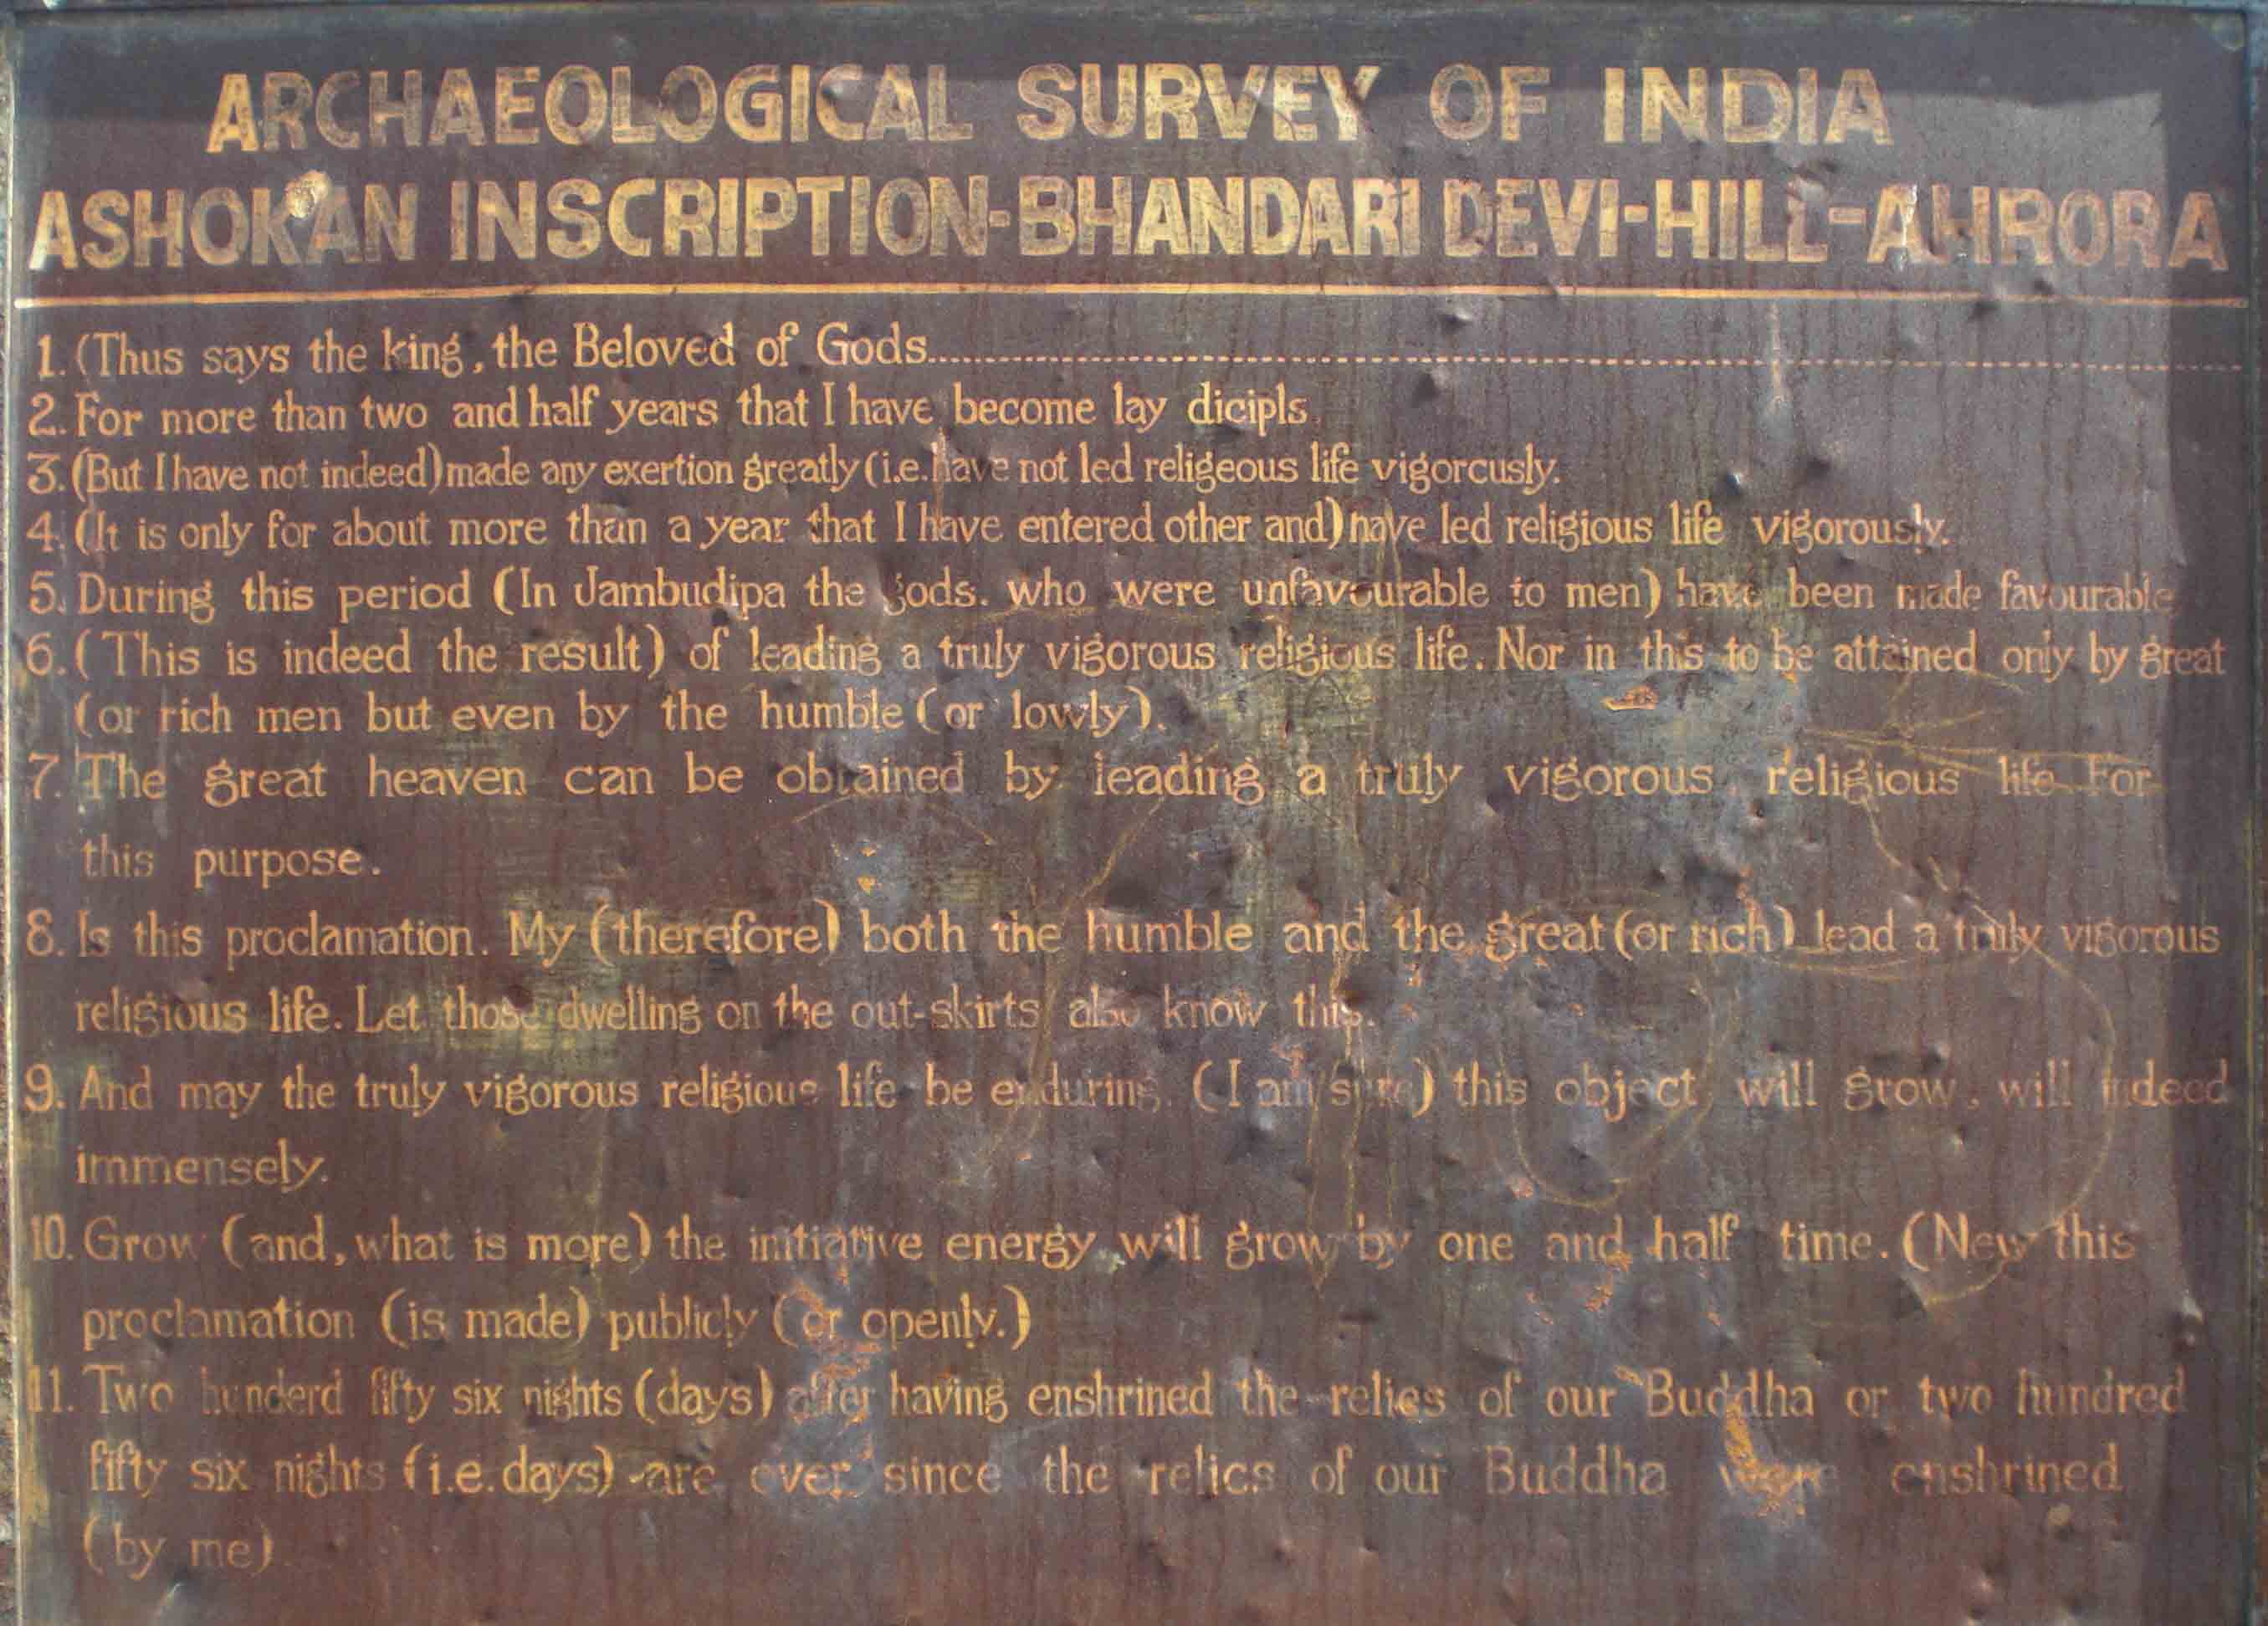 ARCHAEOLOGICAL SURVEY OF INDIA
ASHOKAN INSCRIPTION-BHANDARI DEVI-HILL-AHRORA
1. (Thus says the king, the Beloved of Gods..............................
2. For more than two and half years that I have become lay dicipls.
3. (But I have not indeed) made any exertion greatly (i.e. have not led religeous life vigorcusly.
4. (It is only for about more than a year that I have entered other and) have led religious life vigorously.
5. During this period (In Jambudipa the gods. who were unfavourable to men) have been made favourable
6. (This is indeed the result) of leading a truly vigorous religious life. Nor in this to be attained only by great
(or rich men but even by the humble (or lowly).
7. The great heaven can be obtained by leading a truly vigorous religious life For
this purpose.
8. Is this proclamation. My (therefore) both the humble and the great (or rich) lead a truly vigorous
religious life. Let those dwelling on the out-skirts also know this.
9. And may the truly vigorous religious life be enduring. (I am sure) this object will grow, will indeed
immensely.
10. Grow (and, what is more) the initiative energy will grow by one and half time. (New this
proclamation (is made) publicly (or openly.)
11. Two hunderd fifty six nights (days) after having enshrined the relies of our Buddha or two hundred
fifty six nights (i.e. days) are ever since the relics of our Buddha were enshrined
(by me)